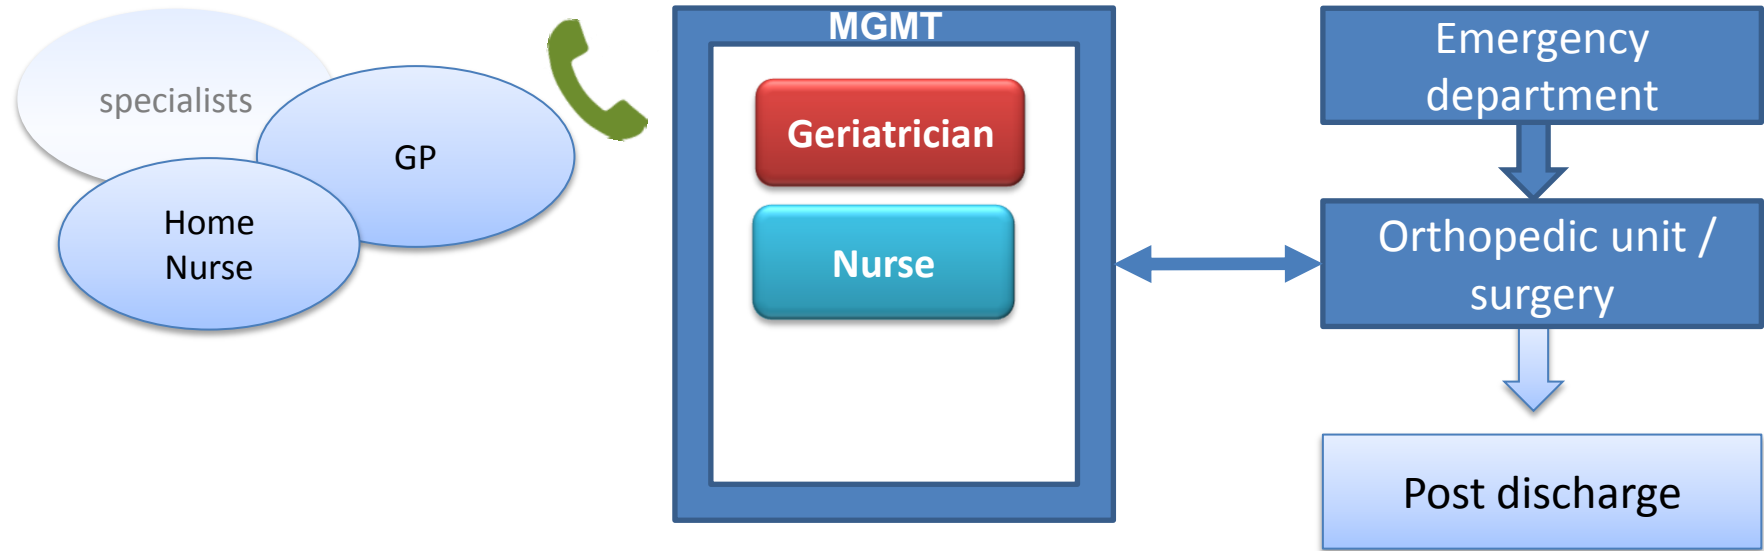 specialists
GP
Home
Nurse
MGMT
Geriatrician
Nurse
Emergency
department
Orthopedic unit /
surgery
Post discharge